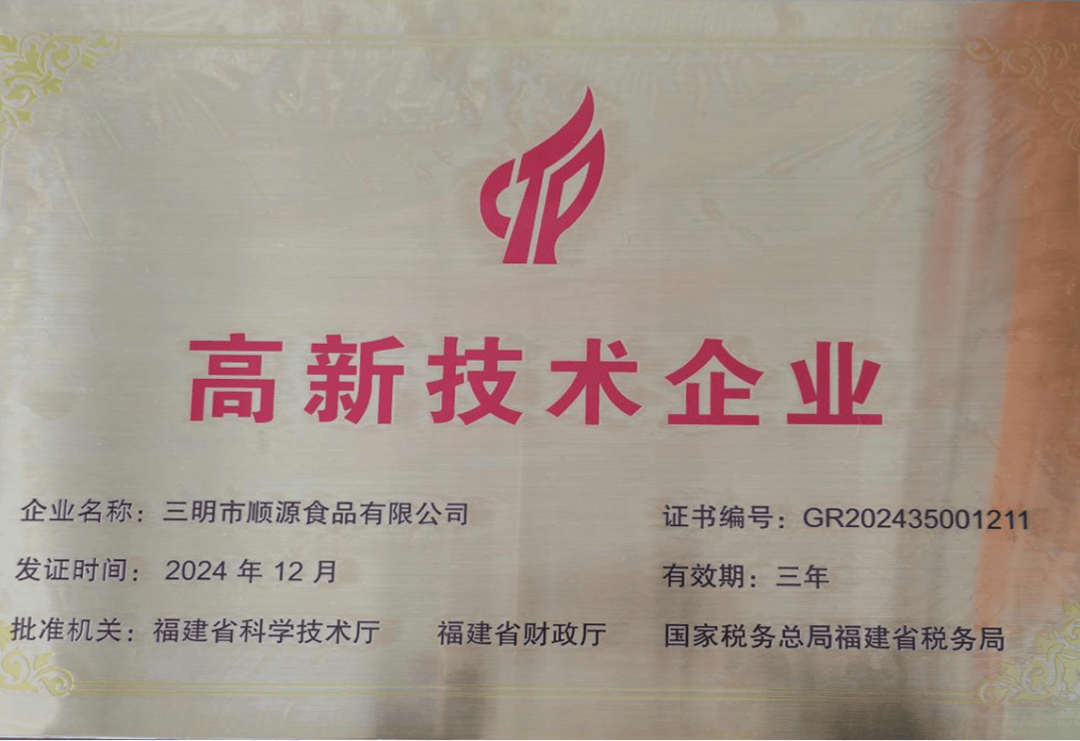 高新技术企业
企业名称：三明市顺源食品有限公司
证书编号：GR202435001211
发证时间： 2024 年 12 月
有效期：三年
批准机关：福建省科学技术厅 福建省财政厅 国家税务总局福建省税务局